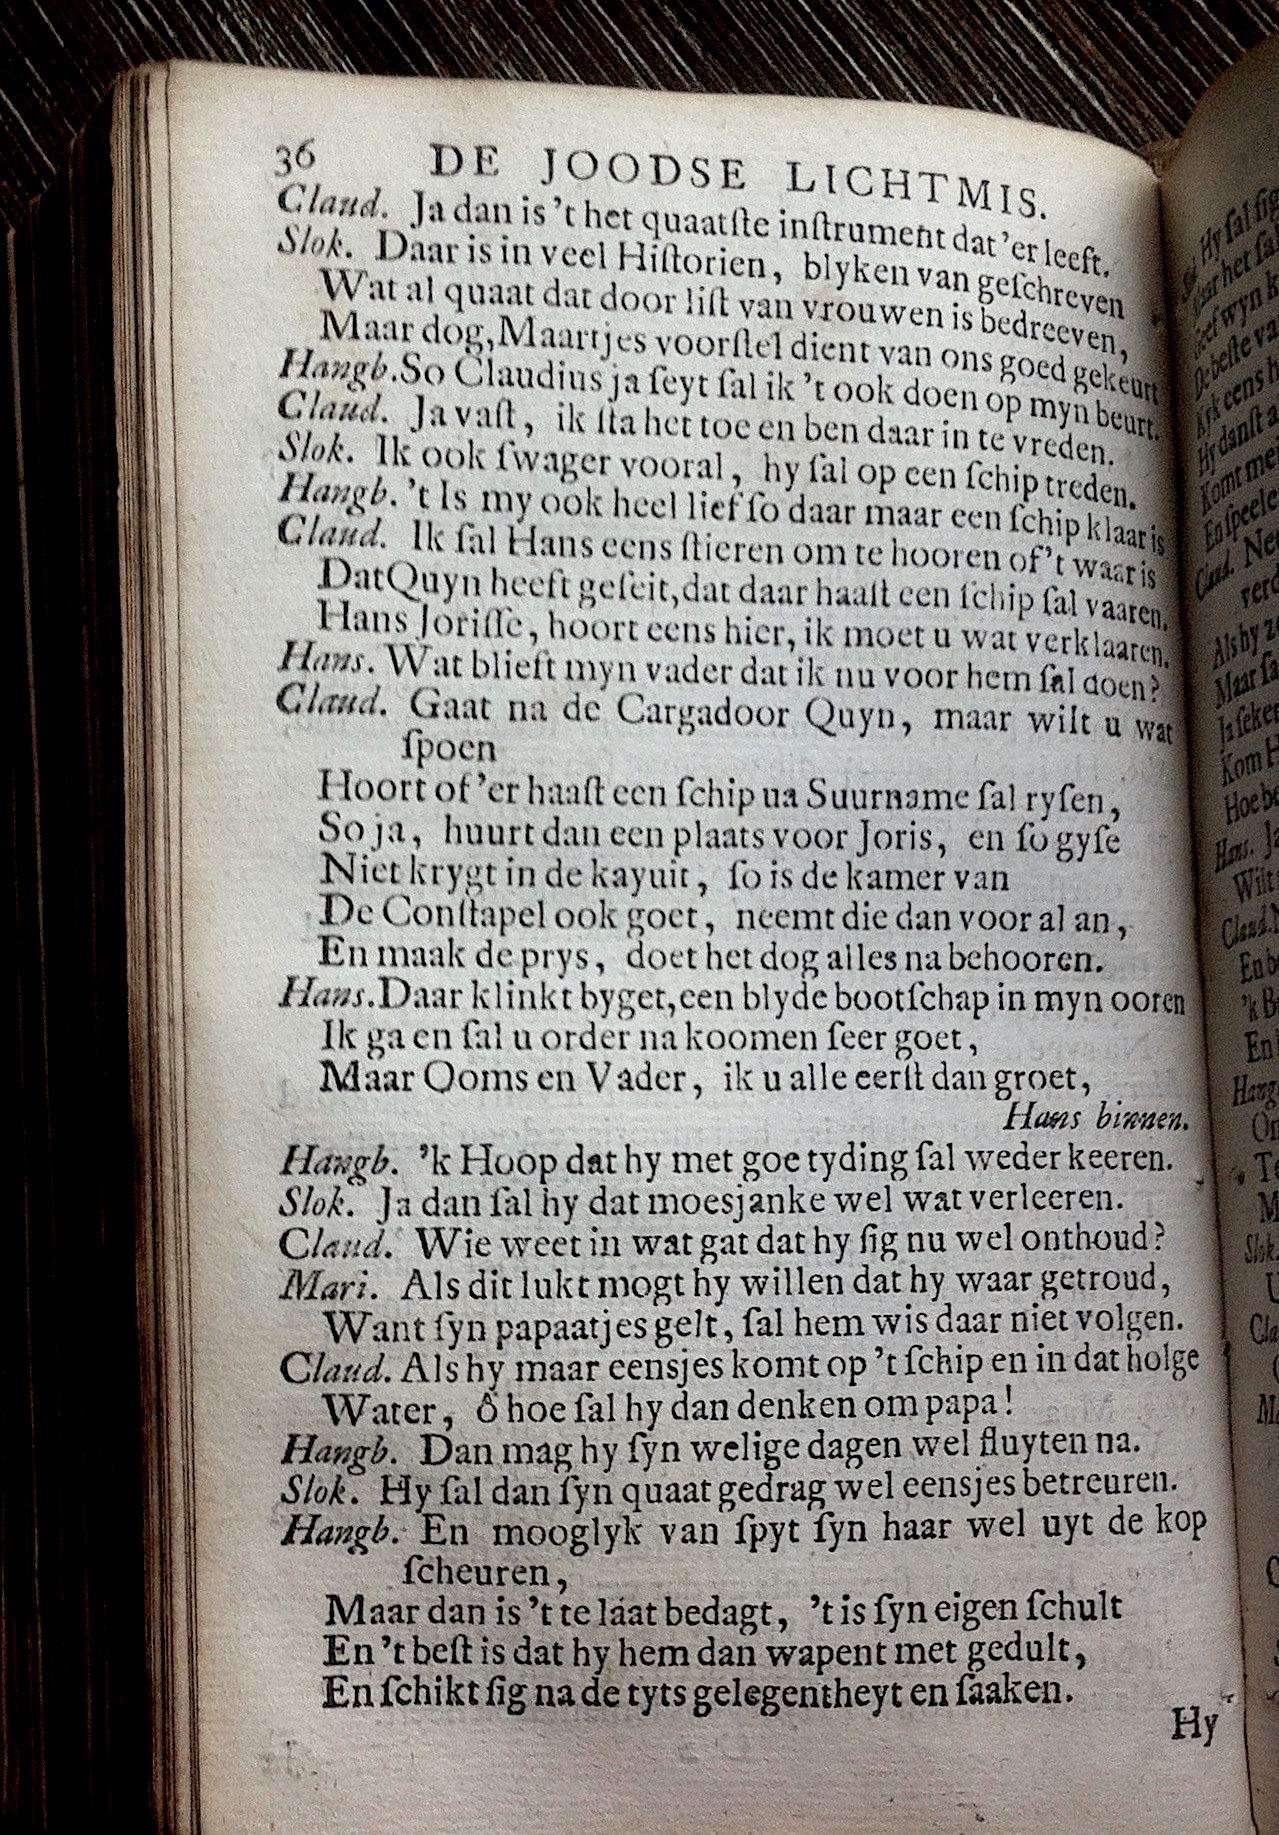 36 DE JOODSE LICHTMIS.
Claud. Ja dan is 't het quaatſte inſtrument dat 'er leeft.
Slok. Daar is in veel Hiſtorien, blyken van geſchreven
Wat al quaat dat door liſt van vrouwen is bedreeven,
Maar dog, Maartjes voorſtel dient van ons goed gekeurt
Hangb. So Claudius ja ſeyt ſal ik 't ook doen op myn beurt.
Claud. Ja vaſt, ik ſta het toe en ben daar in te vreden.
Slok. Ik ook ſwager vooral, hy ſal op een ſchip treden.
Hangb. 't Is my ook heel lief ſo daar maar een ſchip klaar is
Claud. Ik ſal Hans eens ſtieren om te hooren of 't waar is
Dat Quyn heeft geſeit, dat daar haaſt een ſchip ſal vaaren.
Hans Joriſſe, hoort eens hier, ik moet u wat verklaaren.
Hans. Wat blieft myn vader dat ik nu voor hem ſal doen?
Claud. Gaat na de Cargadoor Quyn, maar wilt u wat
ſpoen
Hoort of 'er haaſt een ſchip na Suurname ſal ryſen,
So ja, huurt dan een plaats voor Joris, en ſo gyſe
Niet krygt in de kayuit, ſo is de kamer van
De Conſtapel ook goet, neemt die dan voor al an,
En maak de prys, doet het dog alles na behooren.
Hans. Daar klinkt byget, een blyde bootſchap in myn ooren
Ik ga en ſal u order na koomen ſeer goet,
Maar Ooms en Vader, ik u alle eerſt dan groet,
Hans binnen.
Hangb. 'k Hoop dat hy met goe tyding ſal weder keeren.
Slok. Ja dan ſal hy dat moesjanke wel wat verleeren.
Claud. Wie weet in wat gat dat hy ſig nu wel onthoud?
Mari. Als dit lukt mogt hy willen dat hy waar getroud,
Want ſyn papaatjes gelt, ſal hem wis daar niet volgen.
Claud. Als hy maar eensjes komt op 't ſchip en in dat holge
Water, ô hoe ſal hy dan denken om papa!
Hangb. Dan mag hy ſyn welige dagen wel fluyten na.
Slok. Hy ſal dan ſyn quaat gedrag wel eensjes betreuren.
Hangb. En mooglyk van ſpyt ſyn haar wel uyt de kop
ſcheuren,
Maar dan is 't te laat bedagt, 't is ſyn eigen ſchult
En 't beſt is dat hy hem dan wapent met gedult,
En ſchikt ſig na de tyts gelegentheyt en ſaaken.
Hy